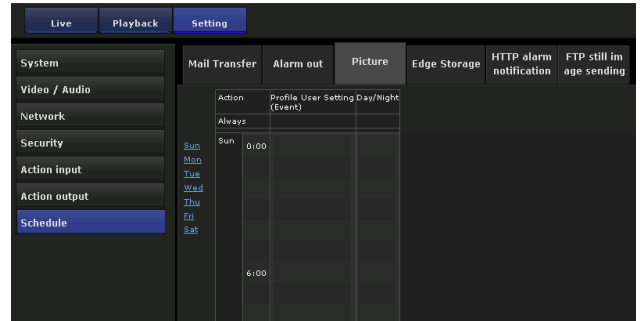 Live Playback Setting
System
Video / Audio
Network
Security
Action input
Action output
Schedule
Mail Transfer Alarm out Picture Edge Storage HTTP alarm notification FTP still im age sending
Action Profile User Setting (Event) Day/Night
Always
Sun
Mon
Tue
Wed
Thu
Fri
Sat
Sun 0:00
6:00